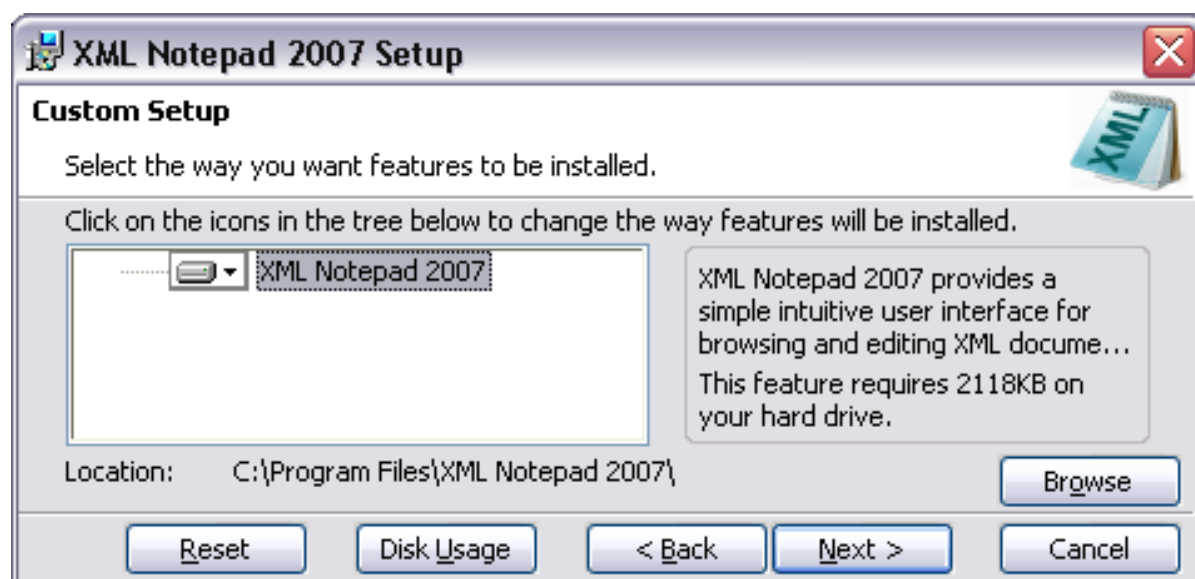 XML Notepad 2007 Setup
Custom Setup
XML
Select the way you want features to be installed.
Click on the icons in the tree below to change the way features will be installed.
XML Notepad 2007
XML Notepad 2007 provides a
simple intuitive user interface for
browsing and editing XML docume...
This feature requires 2118KB on
your hard drive.
Location: C:\Program Files\XML Notepad 2007\
Browse
Reset Disk Usage < Back Next > Cancel